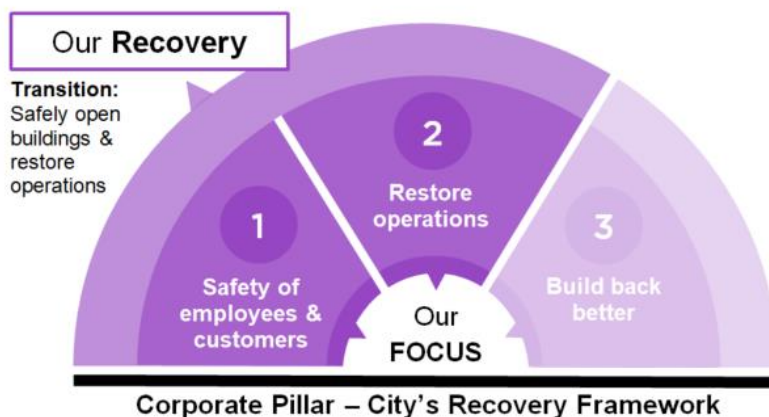 Our Recovery
Transition:
Safely open
buildings &
restore
operations
1
Safety of
employees &
customers
2
Restore
operations
3
Build back
better
Our
FOCUS
Corporate Pillar – City's Recovery Framework